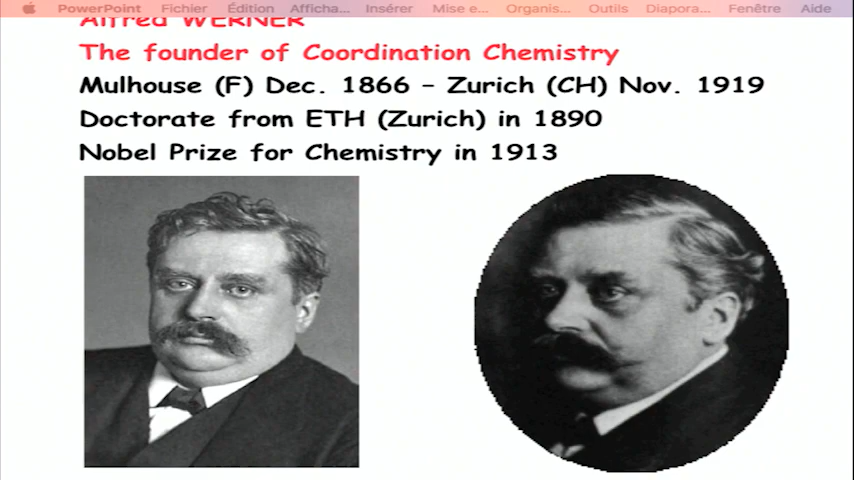 PowerPoint Fichier Édition Afficha... Insérer Mise e... Organis... Outils Diapora... Fenêtre Aide
Alfred WERNER
The founder of Coordination Chemistry
Mulhouse (F) Dec. 1866 – Zurich (CH) Nov. 1919
Doctorate from ETH (Zurich) in 1890
Nobel Prize for Chemistry in 1913